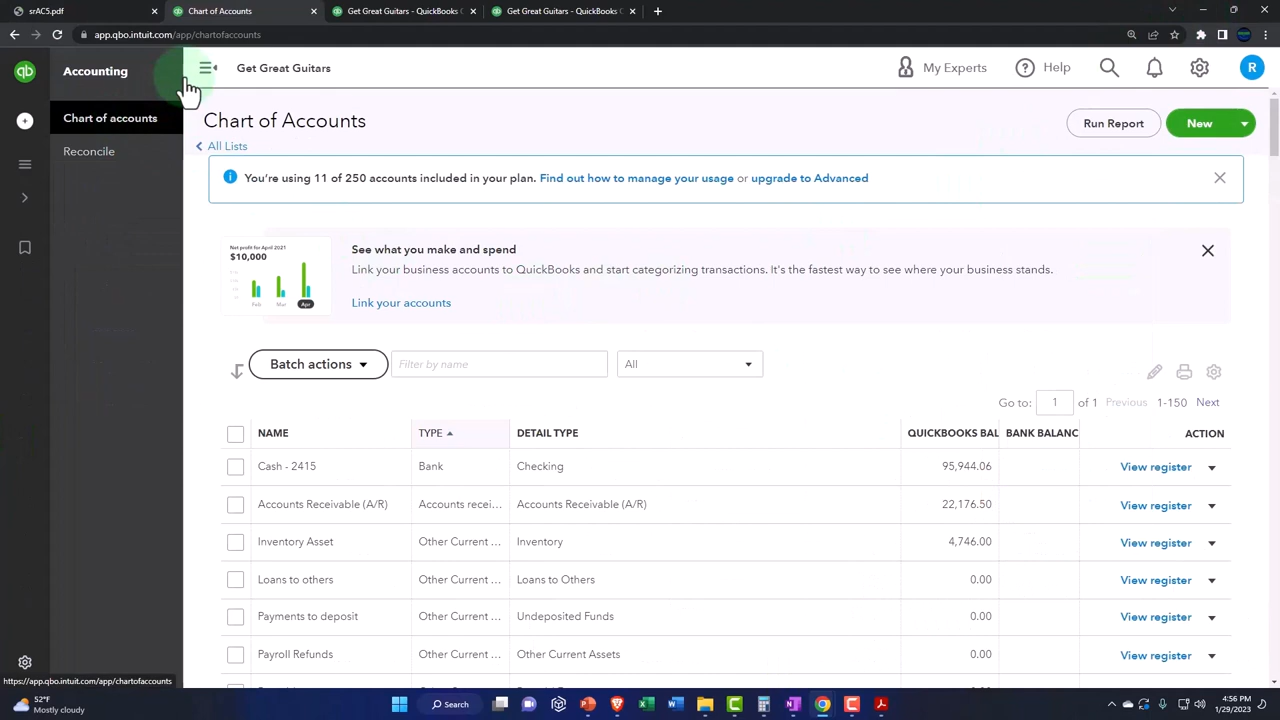 srACS.pdf
Chart of Accounts
Get Great Guitars - QuickBooks C
Get Great Guitars - QuickBooks C
app.qbo.intuit.com/app/chartofaccounts
qb
Accounting
Get Great Guitars
My Experts
Help
R
Chart of accounts
Reconcile
Chart of Accounts
All Lists
Run Report
New
You're using 11 of 250 accounts included in your plan. Find out how to manage your usage or upgrade to Advanced
Net profit for April 2021
$10,000
Feb Mar Apr
See what you make and spend
Link your business accounts to QuickBooks and start categorizing transactions. It's the fastest way to see where your business stands.
Link your accounts
Batch actions
Filter by name
All
Go to: 1 of 1 Previous 1-150 Next
NAME TYPE DETAIL TYPE QUICKBOOKS BAL BANK BALANC ACTION
Cash - 2415 Bank Checking 95,944.06 View register
Accounts Receivable (A/R) Accounts recei... Accounts Receivable (A/R) 22,176.50 View register
Inventory Asset Other Current ... Inventory 4,746.00 View register
Loans to others Other Current ... Loans to Others 0.00 View register
Payments to deposit Other Current ... Undeposited Funds 0.00 View register
Payroll Refunds Other Current ... Other Current Assets 0.00 View register
https://app.qbo.intuit.com/app/chartofaccounts
52°F
Mostly cloudy
Search
4:56 PM
1/29/2023